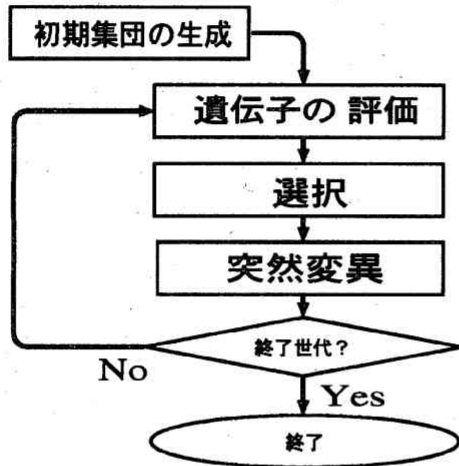 初期集団の生成
遺伝子の 評価
選択
突然変異
終了世代？
No
Yes
終了